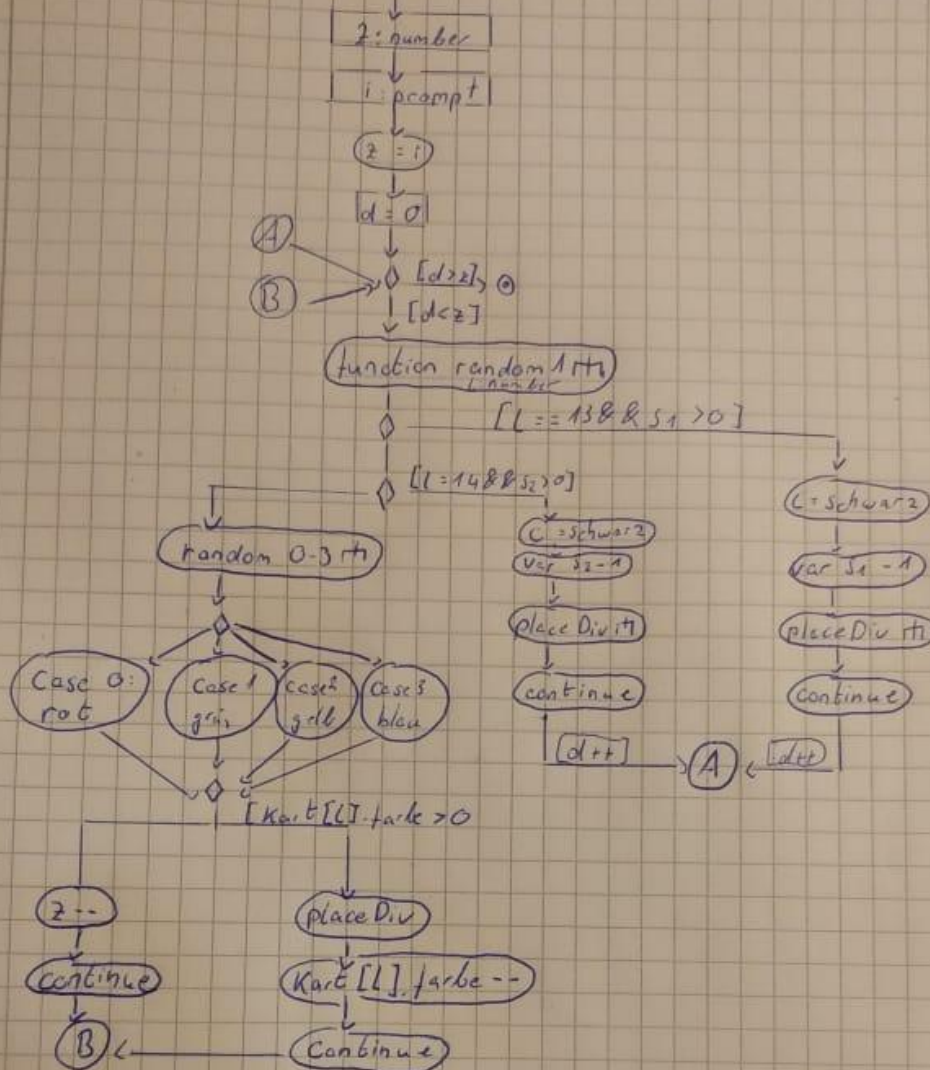 z: number
i: prompt
z = i
d = 0
A
[d>z]
B
[d<z]
function random 1
L number
[L == 13 && s1 >0]
[L = 14 && s2 >0]
random 0-3
C = schwarz
var s2 -1
placeDiv
continue
[d++]
C = schwarz
var s1 -1
placeDiv
continue
[d++]
A
Case 0:
rot
Case 1
grün
Case 2
gelb
Case 3
blau
[Kart[L].farbe >0
z--
continue
B
placeDiv
Kart[L].farbe--
Continue